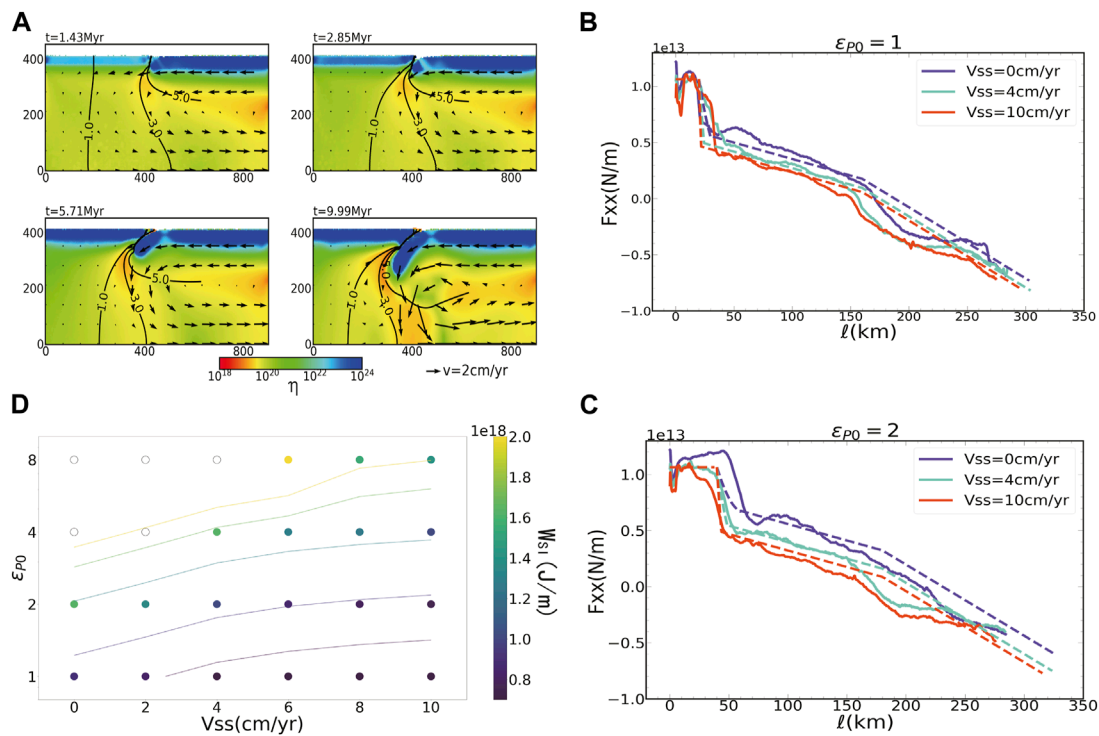 A
t=1.43Myr
t=2.85Myr
400
200
0
1.0
3.0
5.0
0 400 800
400
200
0
1.0
3.0
5.0
0 400 800
t=5.71Myr
t=9.99Myr
400
200
0
1.0
3.0
5.0
0 400 800
400
200
0
1.0
0 400 800
10^18 10^20 10^22 10^24
η
v=2cm/yr
B
1e13
ε_P0 = 1
Vss=0cm/yr
Vss=4cm/yr
Vss=10cm/yr
1.0
0.5
0.0
−0.5
−1.0
Fxx(N/m)
0 50 100 150 200 250 300 350
ℓ(km)
D
8
4
2
1
ε_P0
0 2 4 6 8 10
Vss(cm/yr)
1e18
2.0
1.8
1.6
1.4
1.2
1.0
0.8
W_SI (J/m)
C
1e13
ε_P0 = 2
Vss=0cm/yr
Vss=4cm/yr
Vss=10cm/yr
1.0
0.5
0.0
−0.5
−1.0
Fxx(N/m)
0 50 100 150 200 250 300 350
ℓ(km)